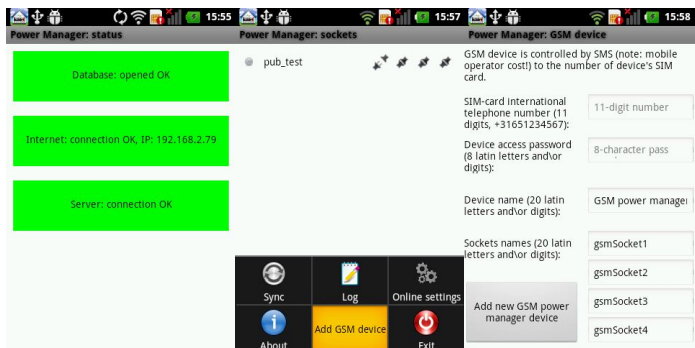 15:55
Power Manager: status
Database: opened OK
Internet: connection OK, IP: 192.168.2.79
Server: connection OK
15:57
Power Manager: sockets
pub_test
Sync
Log
Online settings
About
Add GSM device
Exit
15:58
Power Manager: GSM device
GSM device is controlled by SMS (note: mobile
operator cost!) to the number of device's SIM
card.
SIM-card international
telephone number (11
digits, +31651234567):
11-digit number
Device access password
(8 latin letters and\or
digits):
8-character pass
Device name (20 latin
letters and\or digits):
GSM power manager
Sockets names (20 latin
letters and\or digits):
gsmSocket1
gsmSocket2
gsmSocket3
gsmSocket4
Add new GSM power
manager device